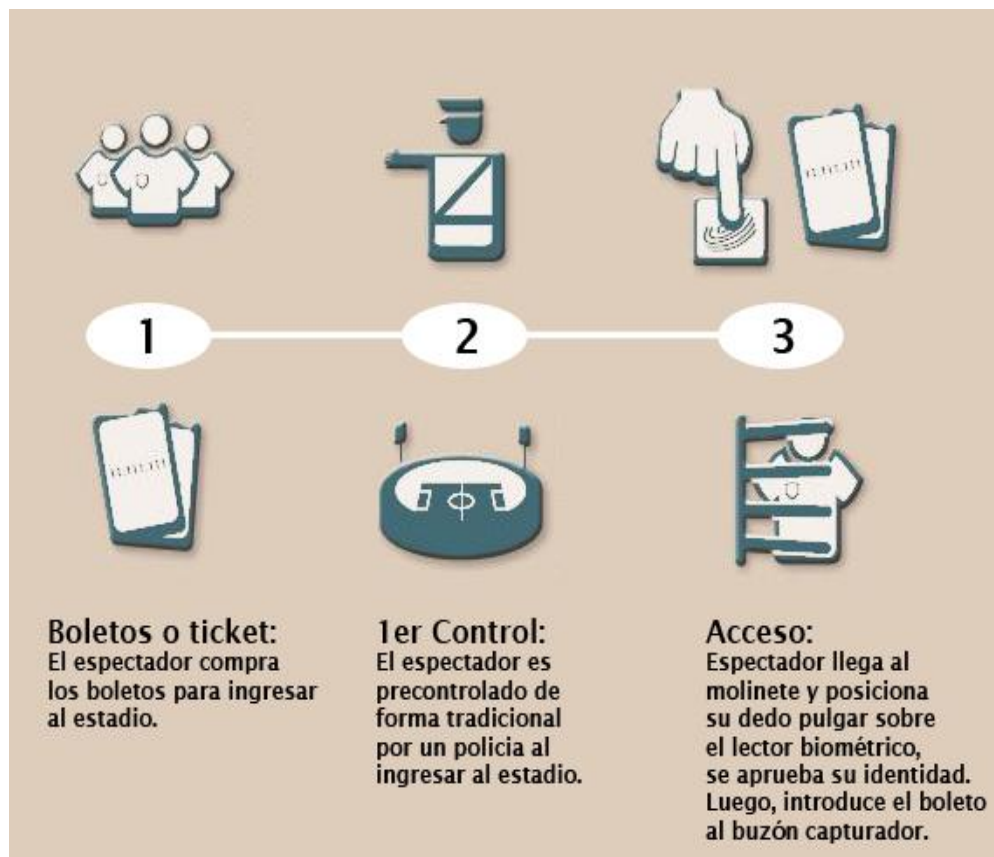 1
2
3
Boletos o ticket:
El espectador compra
los boletos para ingresar
al estadio.
1er Control:
El espectador es
precontrolado de
forma tradicional
por un policia al
ingresar al estadio.
Acceso:
Espectador llega al
molinete y posiciona
su dedo pulgar sobre
el lector biométrico,
se aprueba su identidad.
Luego, introduce el boleto
al buzón capturador.